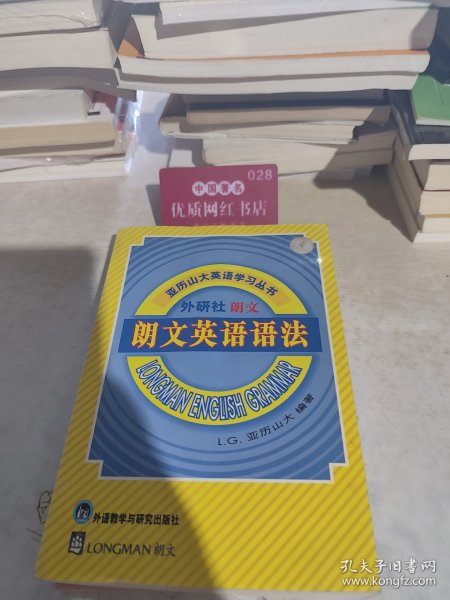 028
中国著名
优质网红书店
亚历山大英语学习丛书
外研社 朗文
朗文英语语法
LONGMAN ENGLISH GRAMMAR
L.G. 亚历山大 编著
外语教学与研究出版社
LONGMAN 朗文
孔夫子旧书网
www.kongfz.com